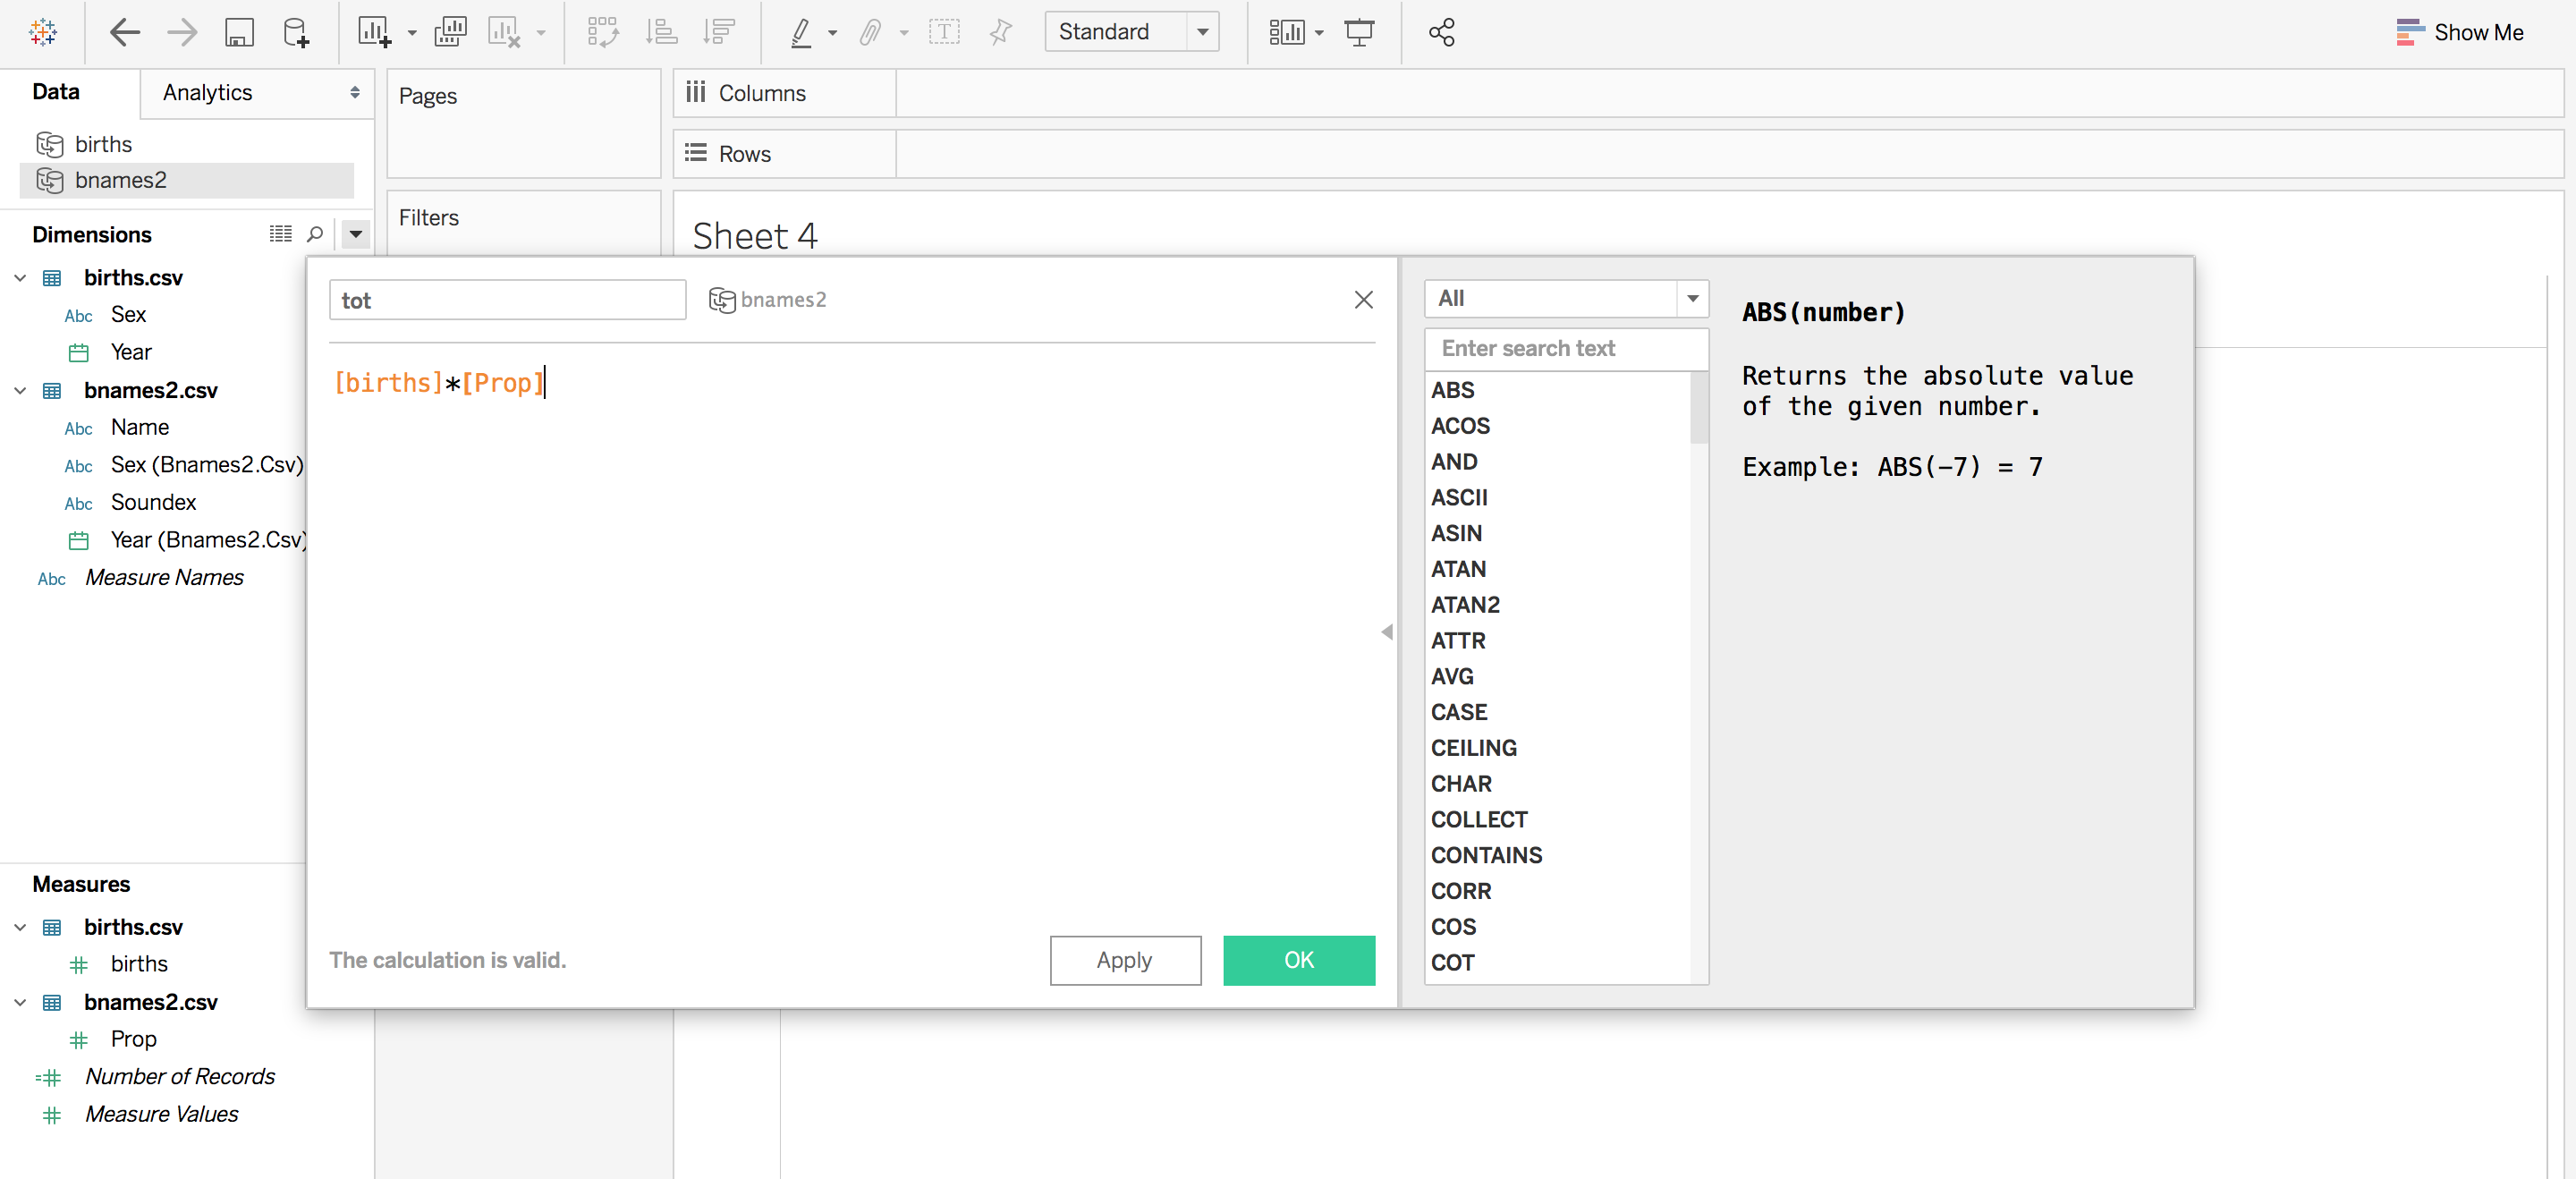 Standard
Show Me
Data
Analytics
births
bnames2
Dimensions
births.csv
Abc Sex
Year
bnames2.csv
Abc Name
Abc Sex (Bnames2.Csv)
Abc Soundex
Year (Bnames2.Csv)
Abc Measure Names
Measures
births.csv
births
bnames2.csv
Prop
Number of Records
Measure Values
Pages
Filters
Columns
Rows
Sheet 4
tot
bnames2
[births]*[Prop]
The calculation is valid.
Apply
OK
All
Enter search text
ABS
ACOS
AND
ASCII
ASIN
ATAN
ATAN2
ATTR
AVG
CASE
CEILING
CHAR
COLLECT
CONTAINS
CORR
COS
COT
ABS(number)
Returns the absolute value
of the given number.
Example: ABS(-7) = 7